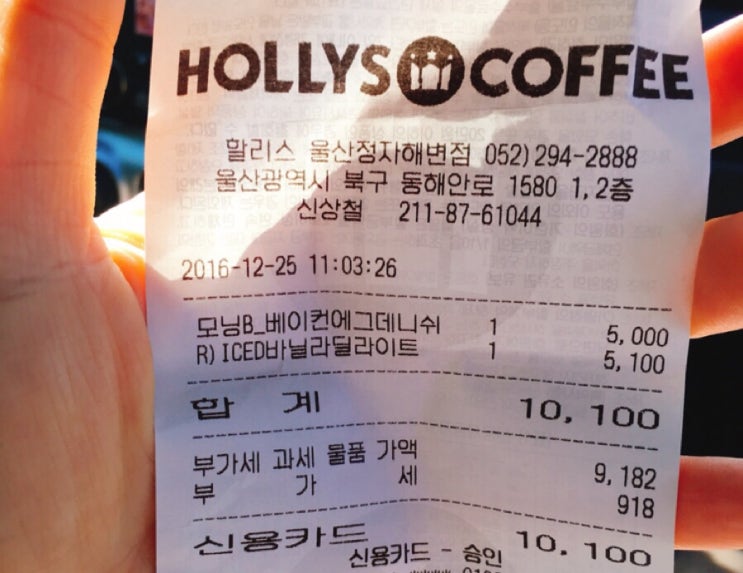 HOLLYS COFFEE
할리스 울산정자해변점 052)294-2888
울산광역시 북구 동해안로 1580 1,2층
신상철 211-87-61044
2016-12-25 11:03:26
모닝B_베이컨에그데니쉬 1 5,000
R)ICED바닐라딜라이트 1 5,100
합 계 10,100
부가세 과세 물품 가액 9,182
부 가 세 918
신용카드 10,100
신용카드 - 승인